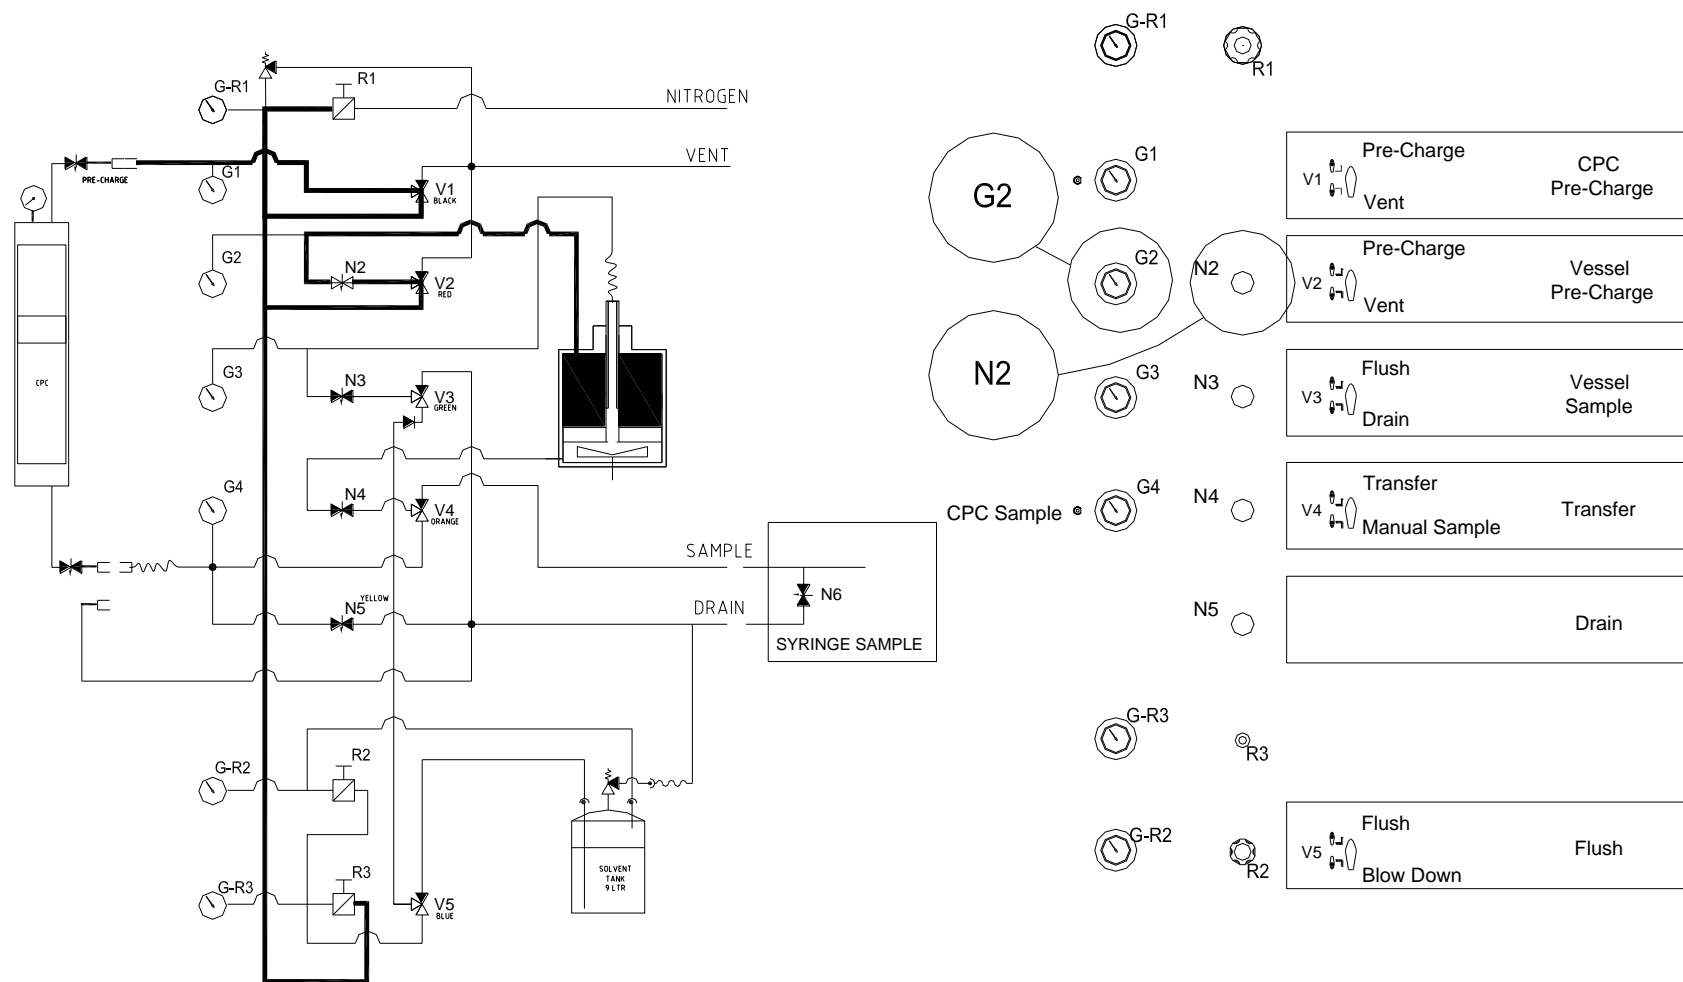 G-R1
R1
NITROGEN
VENT
PRE-CHARGE
G1
V1
BLACK
G2
N2
V2
RED
CPC
G3
N3
V3
GREEN
G4
N4
V4
ORANGE
SAMPLE
YELLOW
N5
DRAIN
N6
SYRINGE SAMPLE
G-R2
R2
G-R3
R3
V5
BLUE
SOLVENT
TANK
9 LTR
G-R1
R1
G2
G1
V1
Pre-Charge
Vent
CPC
Pre-Charge
G2
N2
V2
Pre-Charge
Vent
Vessel
Pre-Charge
N2
G3
N3
V3
Flush
Drain
Vessel
Sample
CPC Sample
G4
N4
V4
Transfer
Manual Sample
Transfer
N5
Drain
G-R3
R3
G-R2
R2
V5
Flush
Blow Down
Flush